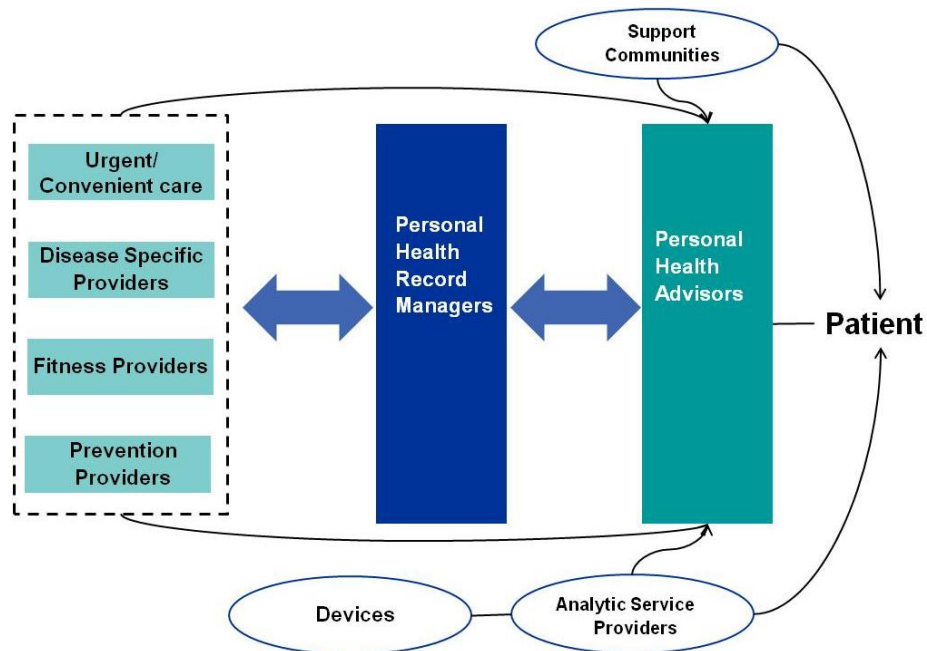 Support
Communities
Urgent/
Convenient care
Disease Specific
Providers
Fitness Providers
Prevention
Providers
Personal
Health
Record
Managers
Personal
Health
Advisors
Patient
Devices
Analytic Service
Providers